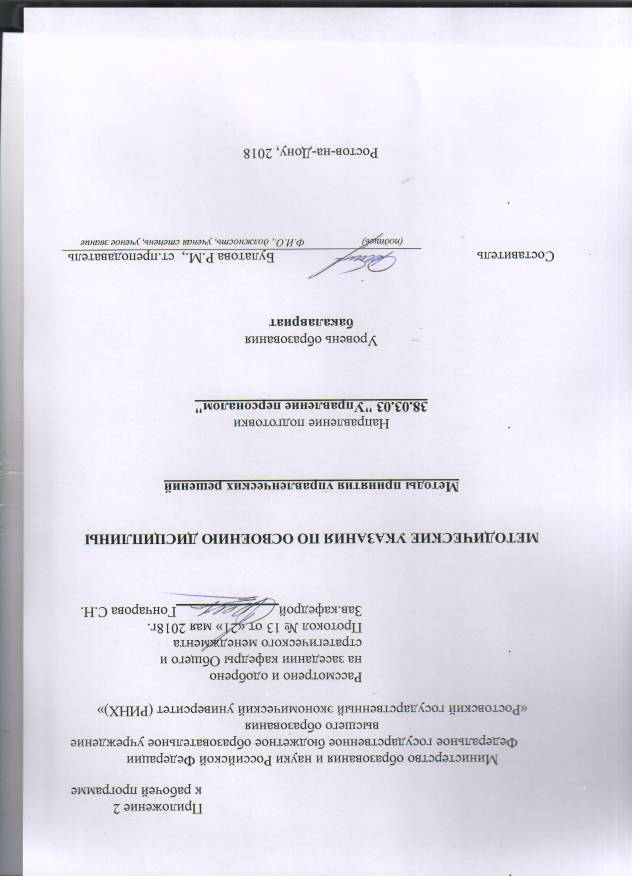 Приложение 2
к рабочей программе
Министерство образования и науки Российской Федерации
Федеральное государственное бюджетное образовательное учреждение
высшего образования
«Ростовский государственный экономический университет (РИНХ)»
Рассмотрено и одобрено
на заседании кафедры Общего и
стратегического менеджмента
Протокол № 13 от «21» мая 2018г.
Зав.кафедрой Гончарова С.Н.
МЕТОДИЧЕСКИЕ УКАЗАНИЯ ПО ОСВОЕНИЮ ДИСЦИПЛИНЫ
Методы принятия управленческих решений
Направление подготовки
38.03.03 "Управление персоналом"
Уровень образования
бакалавриат
Составитель Булатова Р.М., ст.преподаватель
(подпись) Ф.И.О., должность, ученая степень, ученое звание
Ростов-на-Дону, 2018